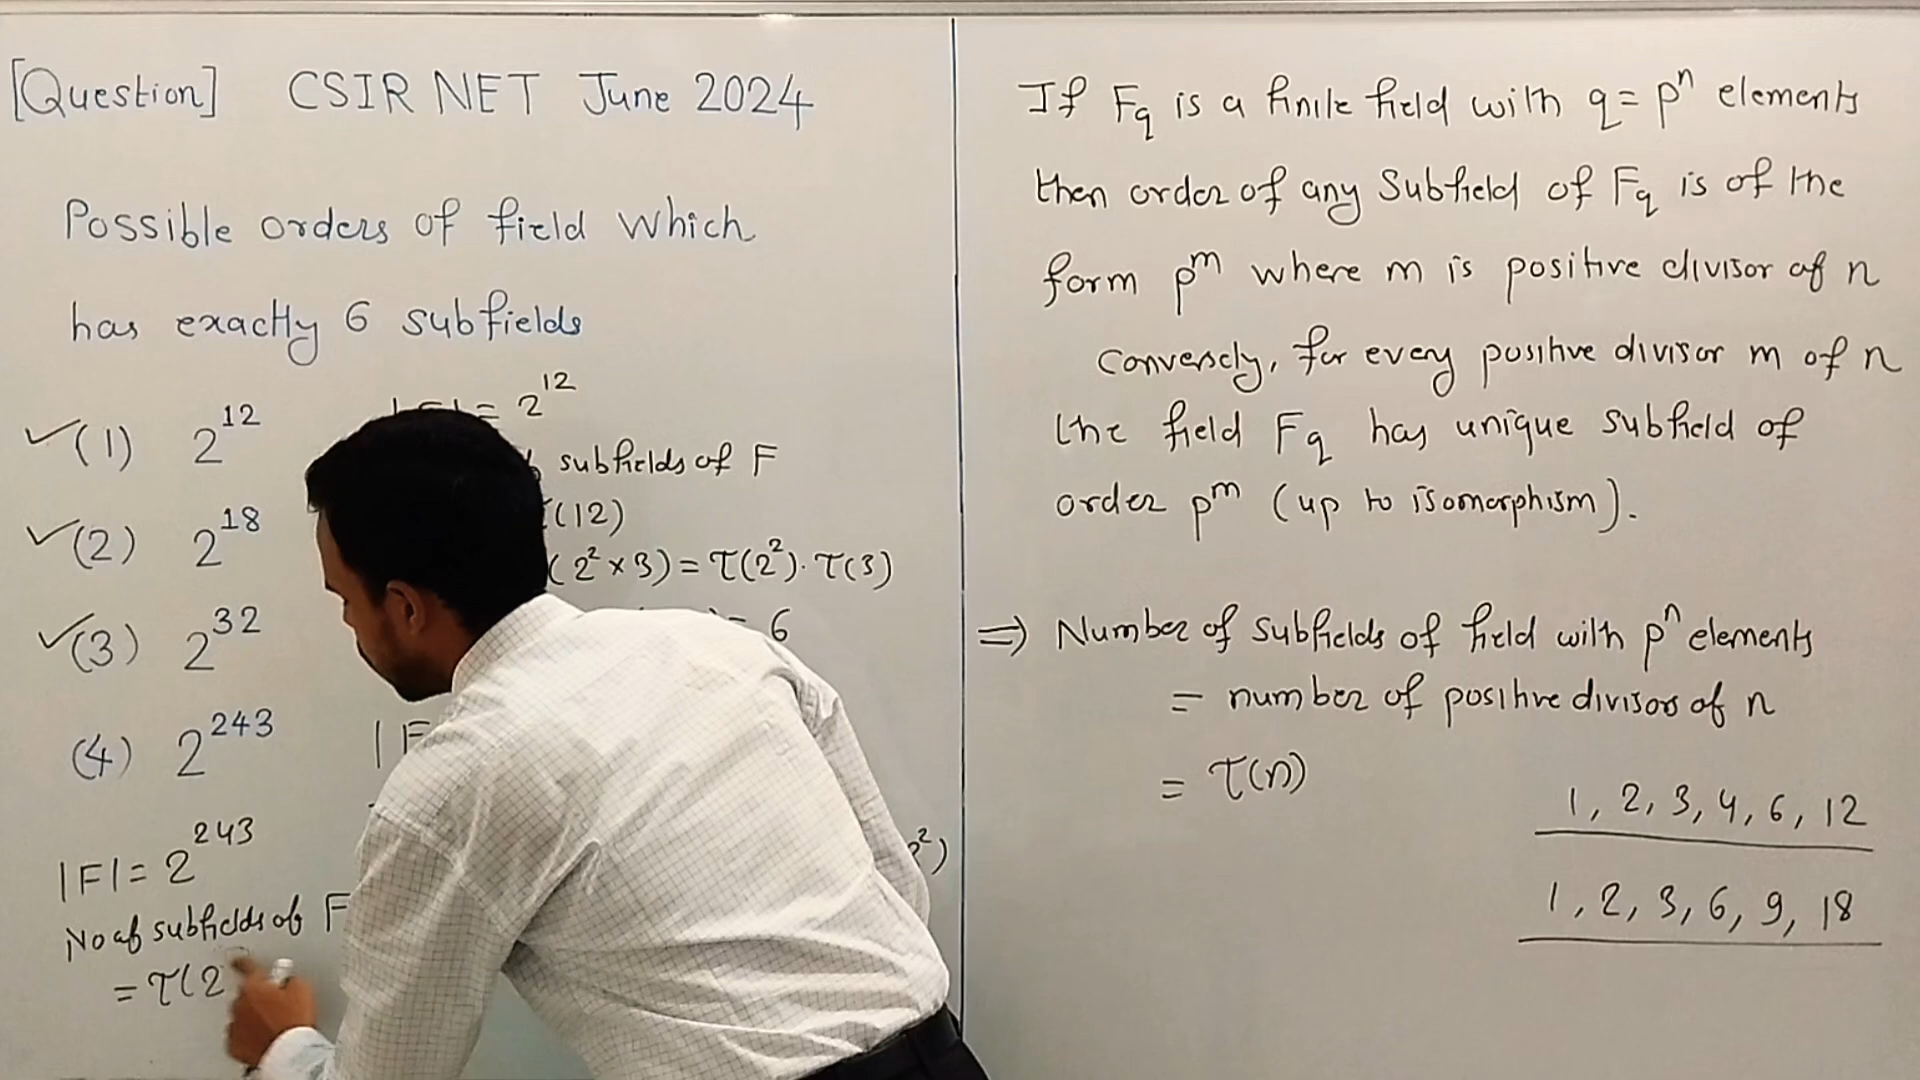 [Question] CSIR NET June 2024
Possible orders of field which
has exactly 6 subfields
✓(1) 2^12
✓(2) 2^18
✓(3) 2^32
(4) 2^243
= 2^12
subfields of F
(12)
(2^2 × 3) = τ(2^2) · τ(3)
= 6
|F
2^2)
|F| = 2^243
No of subfields of F
= τ(2
If F_q is a finite field with q = p^n elements
then order of any Subfield of F_q is of the
form p^m where m is positive divisor of n
Conversely, for every positive divisor m of n
the field F_q has unique subfield of
order p^m (up to isomorphism).
⇒ Number of subfields of field with p^n elements
= number of positive divisors of n
= τ(n)
1, 2, 3, 4, 6, 12
1, 2, 3, 6, 9, 18